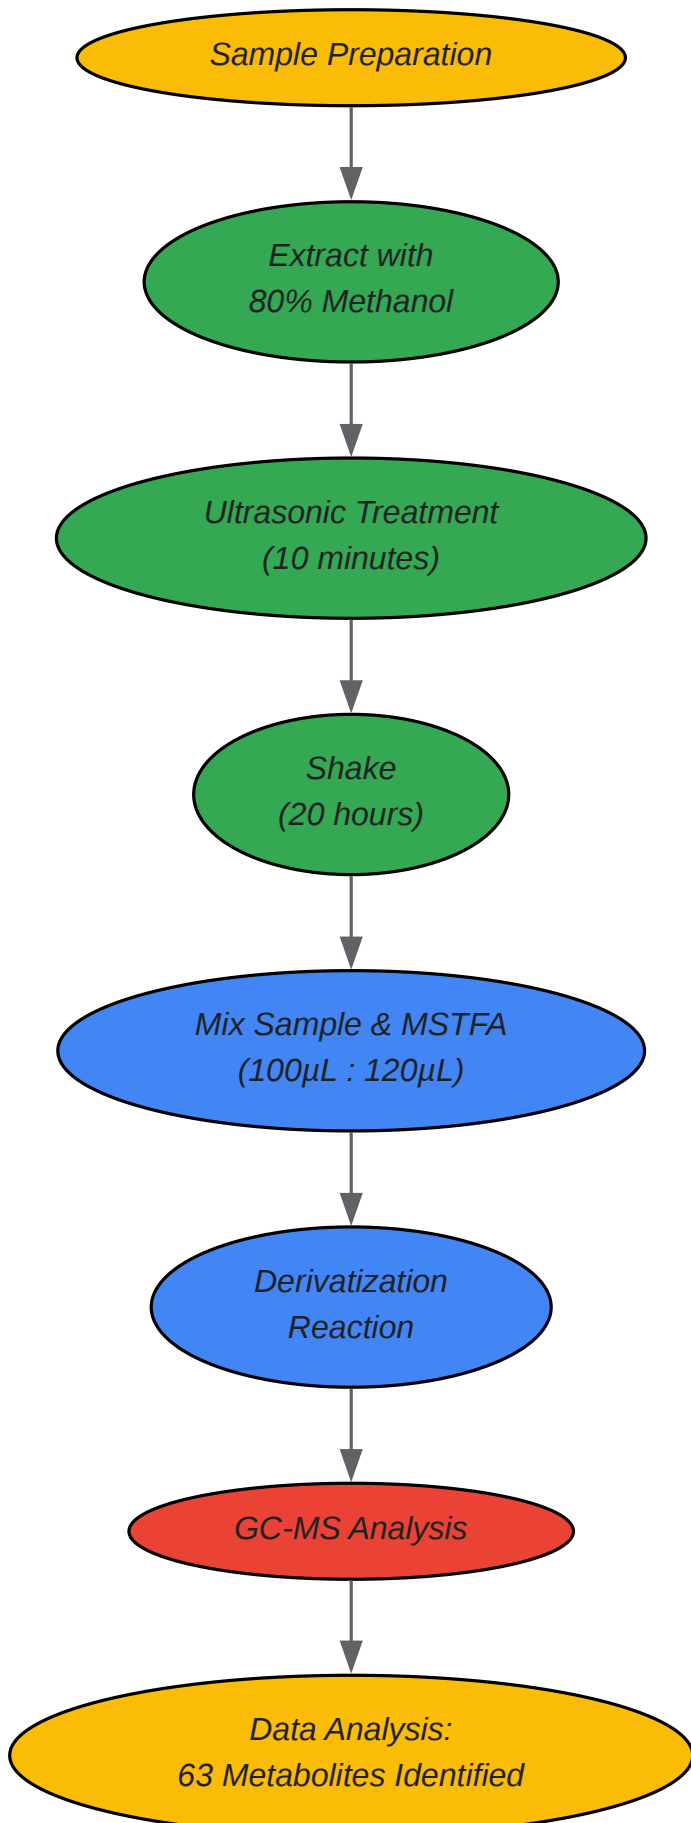 Sample Preparation
Extract with
80% Methanol
Ultrasonic Treatment
(10 minutes)
Shake
(20 hours)
Mix Sample & MSTFA
(100µL : 120µL)
Derivatization
Reaction
GC-MS Analysis
Data Analysis:
63 Metabolites Identified